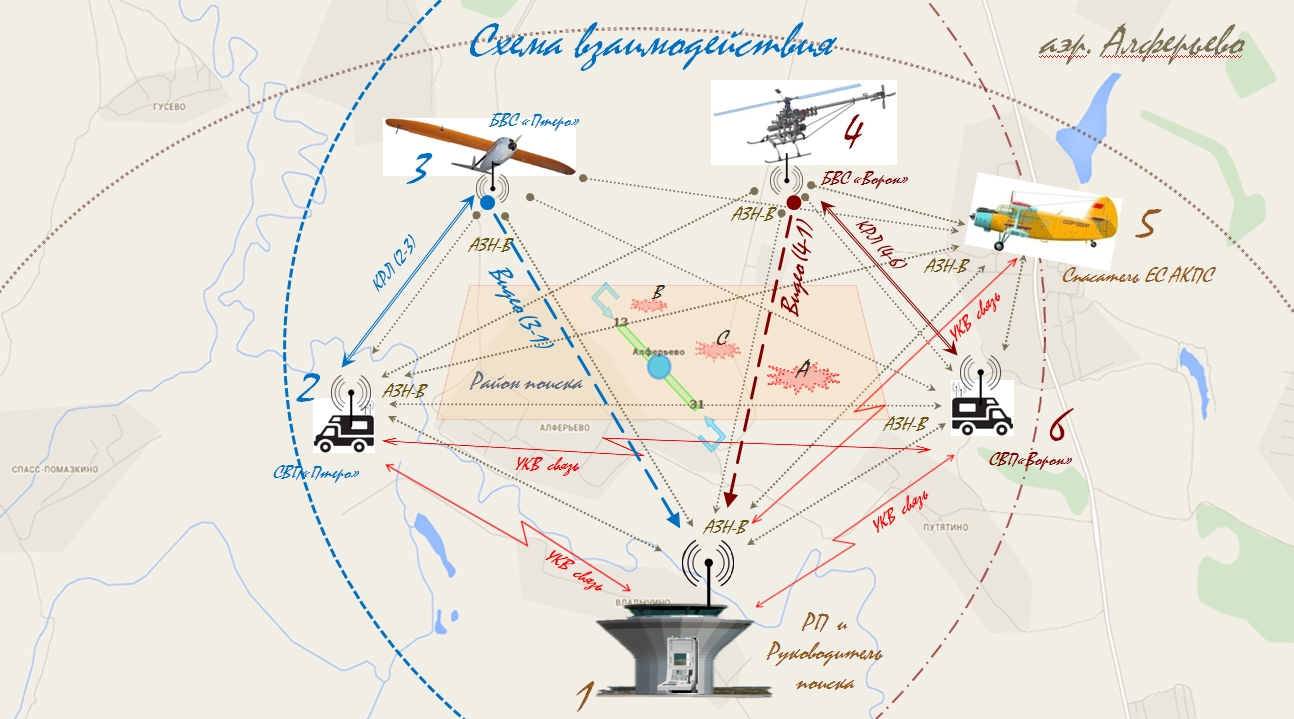 Схема взаимодействия
аэр. Алферьево
ГУСЕВО
БВС «Птеро»
3
4
БВС «Ворон»
АЗН-В
5
АЗН-В
КРЛ (2-3)
КРЛ (4-6)
АЗН-В
Спасатель ЕС АКПС
Видео (3-1)
Видео (4-1)
УКВ связь
В
13
С
Алферьево
А
2
АЗН-В
Район поиска
31
АЗН-В
6
АЛФЕРЬЕВО
СПАСС-ПОМАЗКИНО
СВП«Птеро»
УКВ связь
СВП«Ворон»
УКВ связь
АЗН-В
ПУТЯТИНО
УКВ связь
ВЛАДЫЧИНО
РП и
Руководитель
поиска
1